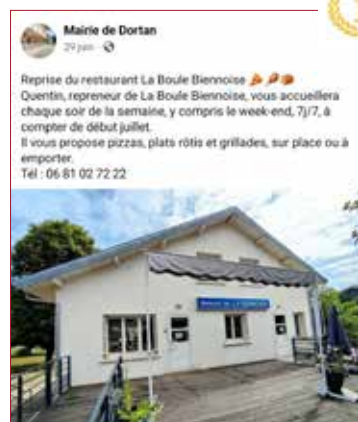 Mairie de Dortan
29 juin
Reprise du restaurant La Boule Biennoise 🍕🍗🥩
Quentin, repreneur de La Boule Biennoise, vous accueillera
chaque soir de la semaine, y compris le week-end, 7j/7, à
compter de début juillet.
Il vous propose pizzas, plats rôtis et grillades, sur place ou à
emporter.
Tél : 06 81 02 72 22